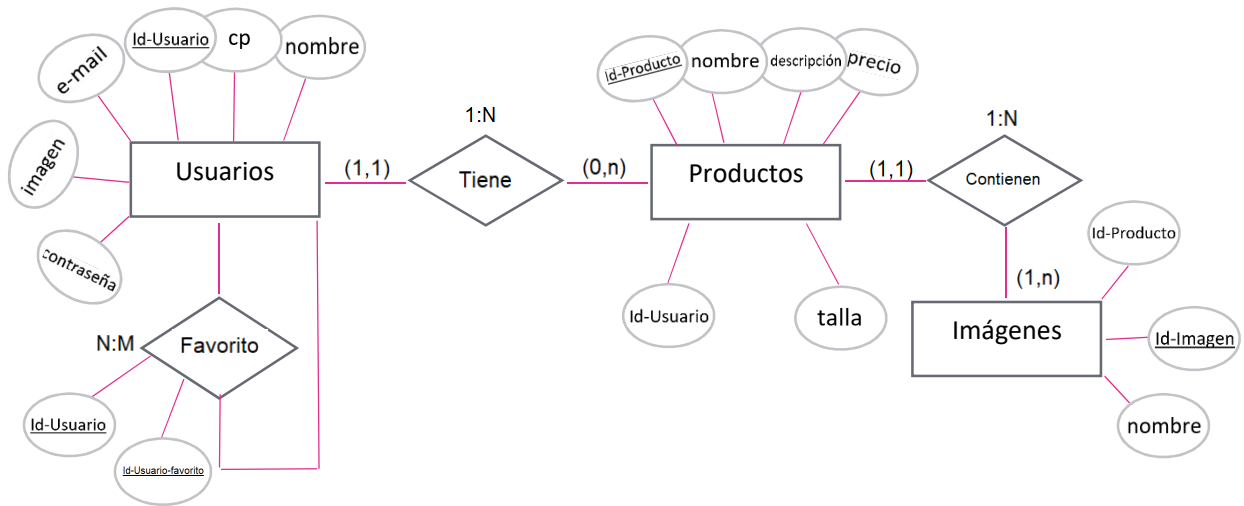 e-mail
Id-Usuario
cp
nombre
imagen
contraseña
Usuarios
(1,1)
1:N
Tiene
(0,n)
Id-Producto
nombre
descripción
precio
Productos
(1,1)
1:N
Contienen
(1,n)
Id-Usuario
talla
Id-Producto
Imágenes
Id-Imagen
nombre
N:M
Favorito
Id-Usuario
Id-Usuario-favorito